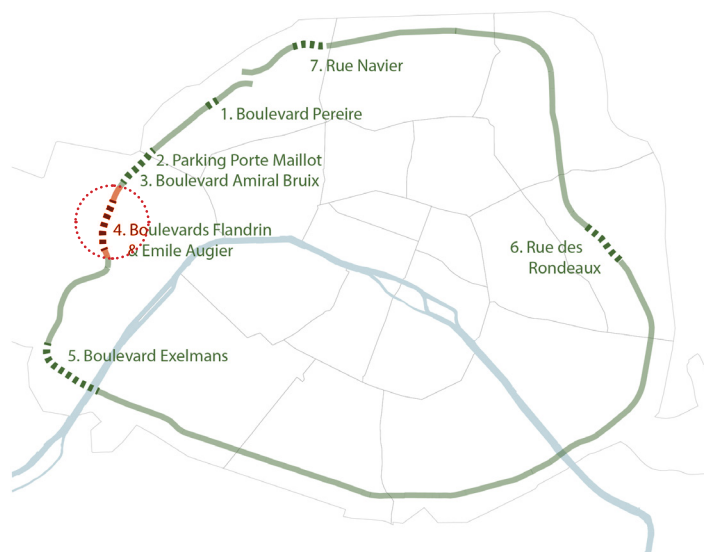 7. Rue Navier
1. Boulevard Pereire
2. Parking Porte Maillot
3. Boulevard Amiral Bruix
4. Boulevards Flandrin
& Emile Augier
6. Rue des
Rondeaux
5. Boulevard Exelmans